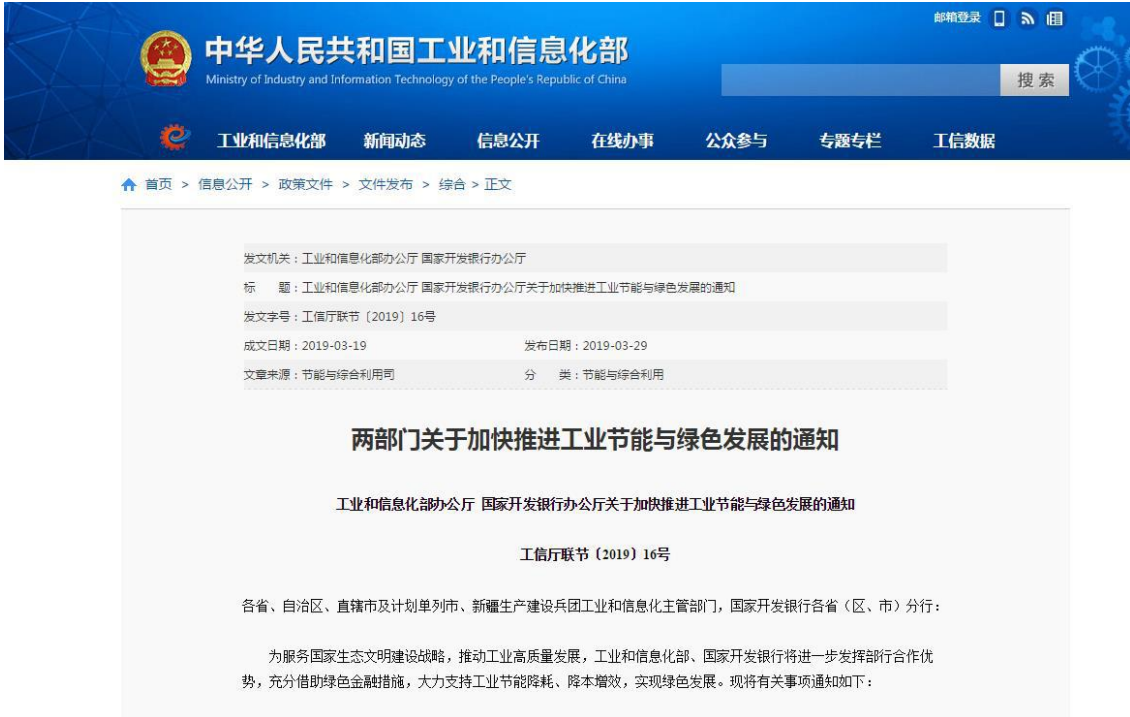 邮箱登录
中华人民共和国工业和信息化部
Ministry of Industry and Information Technology of the People's Republic of China
搜索
工业和信息化部 新闻动态 信息公开 在线办事 公众参与 专题专栏 工信数据
首页 > 信息公开 > 政策文件 > 文件发布 > 综合 > 正文
发文机关：工业和信息化部办公厅 国家开发银行办公厅
标 题：工业和信息化部办公厅 国家开发银行办公厅关于加快推进工业节能与绿色发展的通知
发文字号：工信厅联节〔2019〕16号
成文日期：2019-03-19 发布日期：2019-03-29
文章来源：节能与综合利用司 分 类：节能与综合利用
两部门关于加快推进工业节能与绿色发展的通知
工业和信息化部办公厅 国家开发银行办公厅关于加快推进工业节能与绿色发展的通知
工信厅联节〔2019〕16号
各省、自治区、直辖市及计划单列市、新疆生产建设兵团工业和信息化主管部门，国家开发银行各省（区、市）分行：
为服务国家生态文明建设战略，推动工业高质量发展，工业和信息化部、国家开发银行将进一步发挥部行合作优
势，充分借助绿色金融措施，大力支持工业节能降耗、降本增效，实现绿色发展。现将有关事项通知如下：